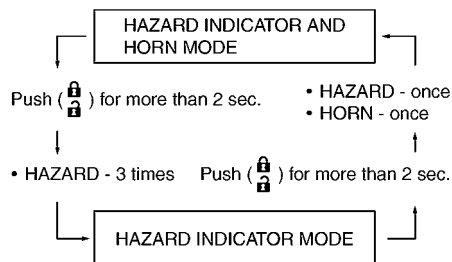 HAZARD INDICATOR AND
HORN MODE
Push ( ) for more than 2 sec.
• HAZARD - once
• HORN - once
• HAZARD - 3 times
Push ( ) for more than 2 sec.
HAZARD INDICATOR MODE